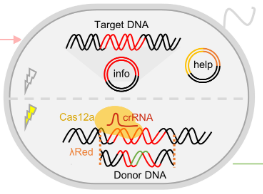 Target DNA
info
help
Cas12a crRNA
λRed
Donor DNA